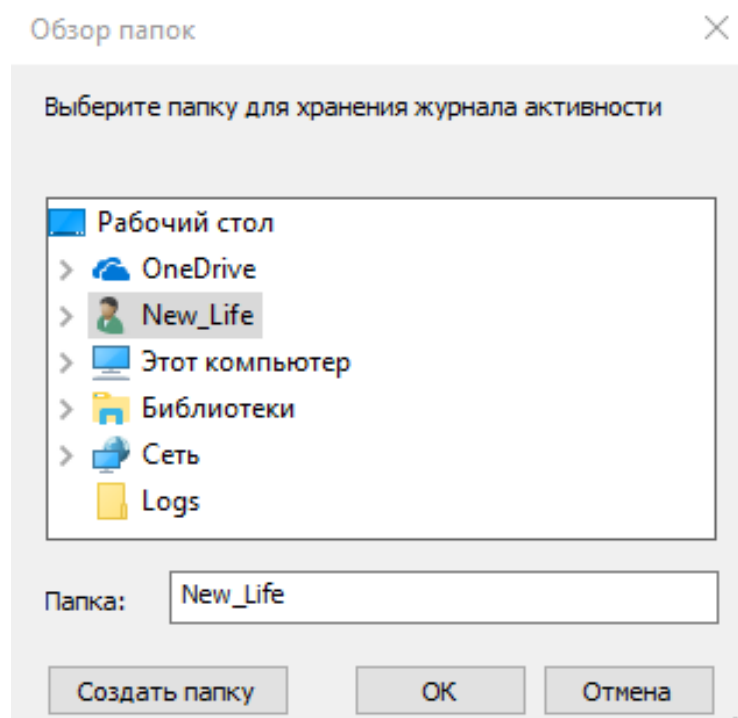 Обзор папок
Выберите папку для хранения журнала активности
Рабочий стол
OneDrive
New_Life
Этот компьютер
Библиотеки
Сеть
Logs
Папка: New_Life
Создать папку ОК Отмена